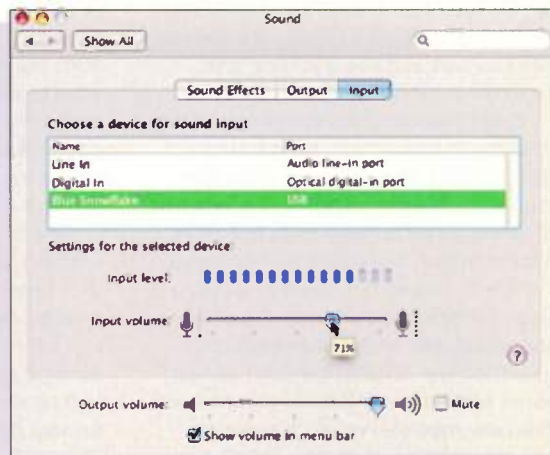 Sound
Show All
Sound Effects Output Input
Choose a device for sound input
Name Port
Line In Audio line-in port
Digital In Optical digital-in port
Blue Snowflake USB
Settings for the selected device:
Input level:
Input volume:
71%
?
Output volume: Mute
Show volume in menu bar